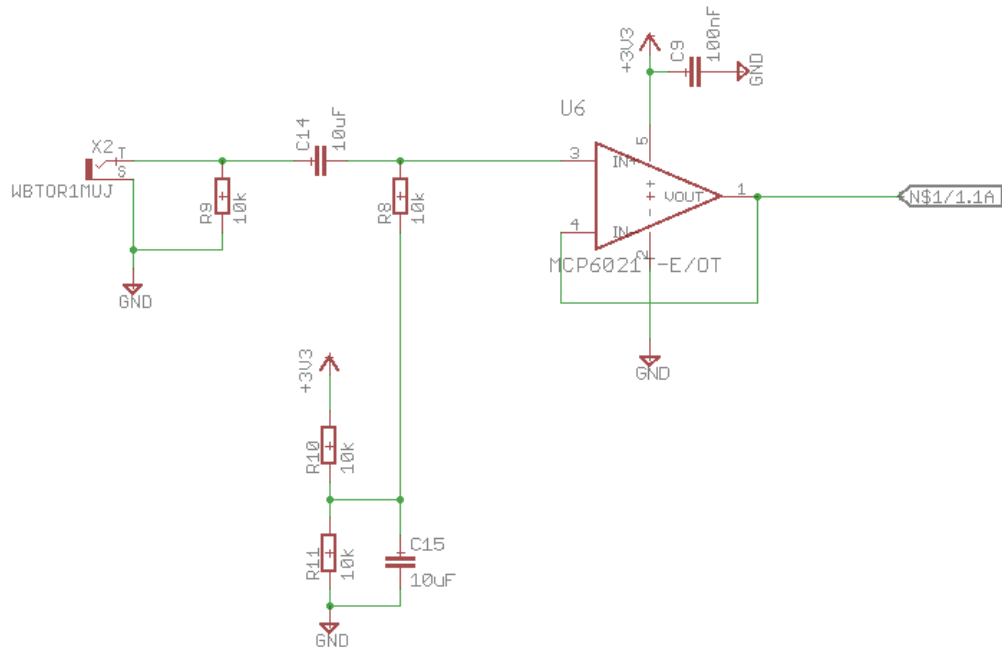 +3V3
C9
100nF
GND
U6
X2
T
S
WBTOR1MUJ
R9
10k
GND
C14
10uF
R8
10k
3
IN+
4
IN-
5
2
VOUT
1
MCP6021T-E/OT
GND
N$1/1.1A
+3V3
R10
10k
R11
10k
C15
10uF
GND